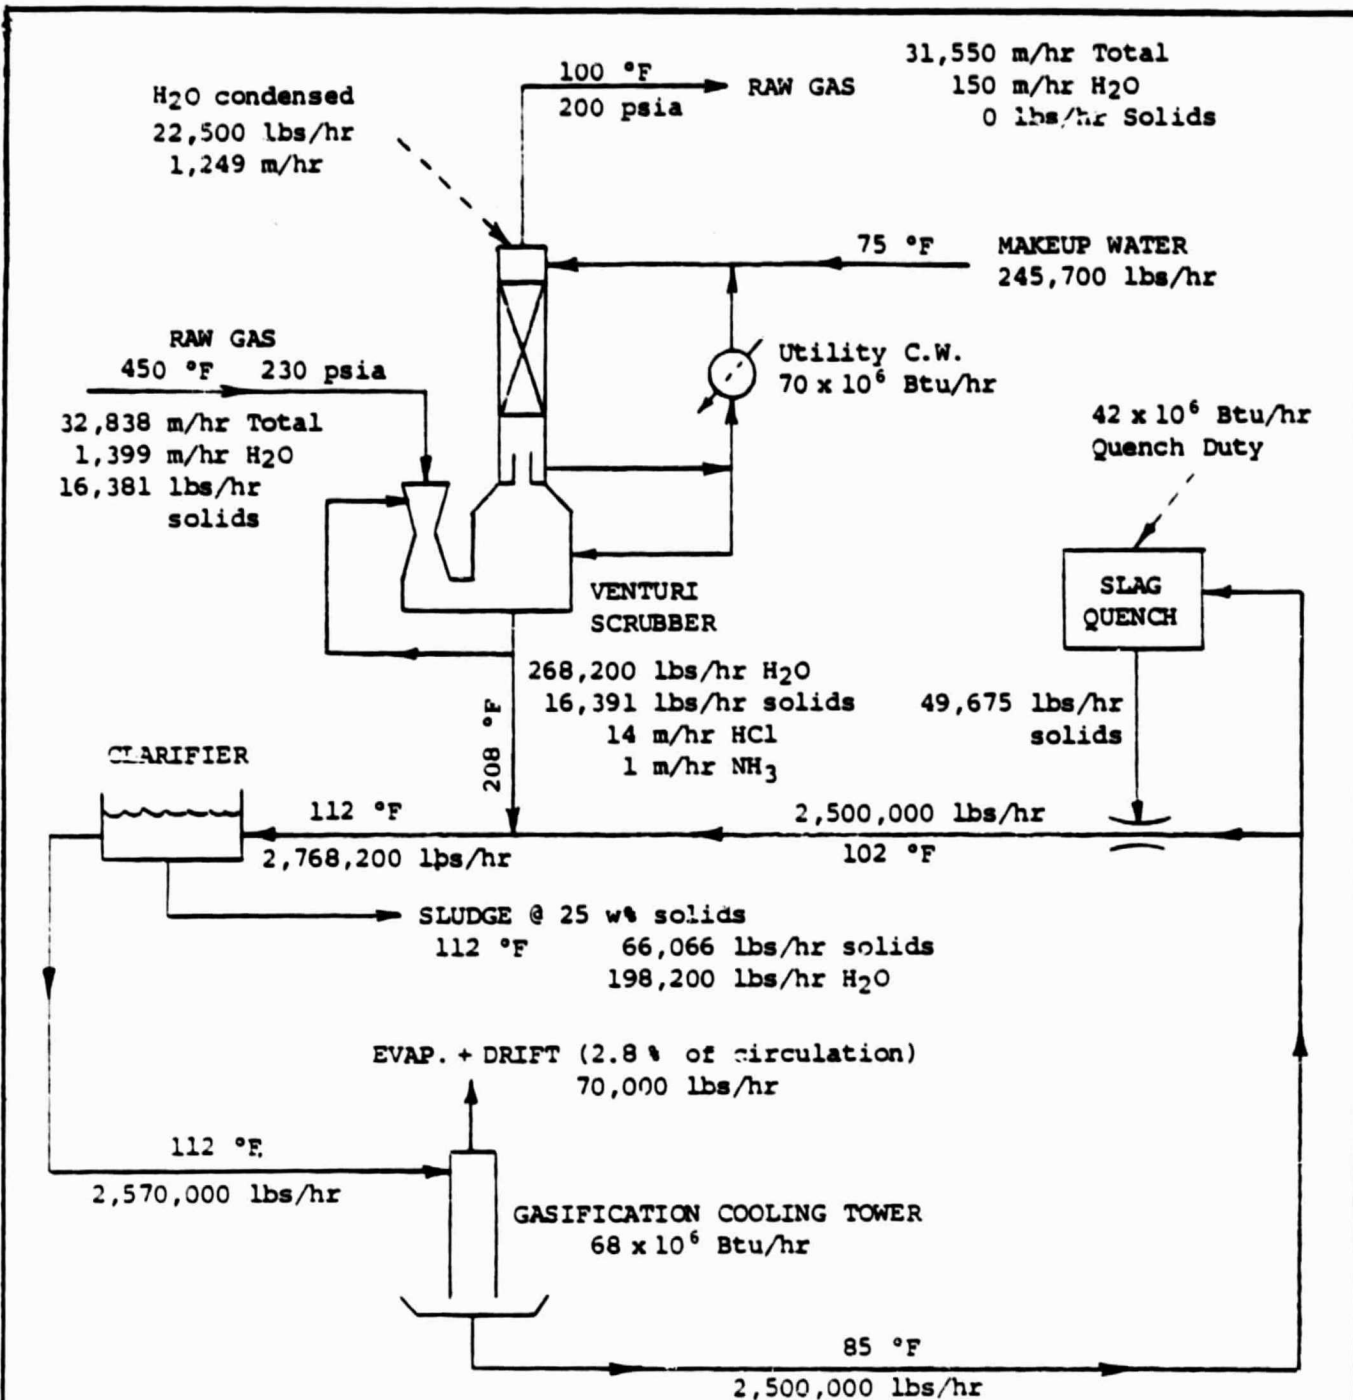 100 °F
200 psia
RAW GAS
31,550 m/hr Total
150 m/hr H2O
0 lbs/hr Solids
H2O condensed
22,500 lbs/hr
1,249 m/hr
75 °F
MAKEUP WATER
245,700 lbs/hr
RAW GAS
450 °F 230 psia
32,838 m/hr Total
1,399 m/hr H2O
16,381 lbs/hr
solids
Utility C.W.
70 x 10⁶ Btu/hr
42 x 10⁶ Btu/hr
Quench Duty
SLAG
QUENCH
VENTURI
SCRUBBER
268,200 lbs/hr H2O
16,391 lbs/hr solids
14 m/hr HCl
1 m/hr NH3
208 °F
49,675 lbs/hr
solids
CLARIFIER
112 °F
2,768,200 lbs/hr
2,500,000 lbs/hr
102 °F
SLUDGE @ 25 w% solids
112 °F 66,066 lbs/hr solids
198,200 lbs/hr H2O
EVAP. + DRIFT (2.8 % of circulation)
70,000 lbs/hr
112 °F
2,570,000 lbs/hr
GASIFICATION COOLING TOWER
68 x 10⁶ Btu/hr
85 °F
2,500,000 lbs/hr